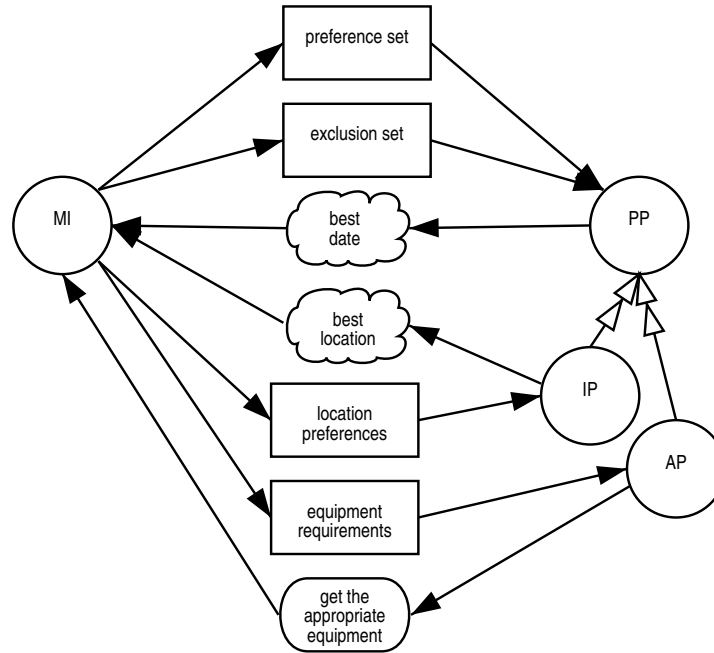 preference set
exclusion set
MI
best
date
PP
best
location
IP
location
preferences
AP
equipment
requirements
get the
appropriate
equipment